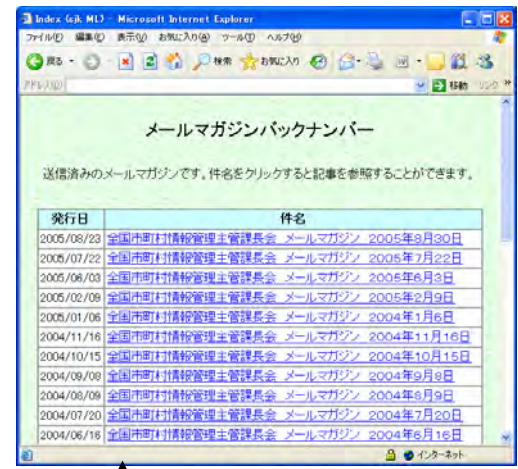 Index (sjk ML) - Microsoft Internet Explorer
ファイル(F) 編集(E) 表示(V) お気に入り(A) ツール(T) ヘルプ(H)
戻る 検索 お気に入り
アドレス(D) 移動 リンク »
メールマガジンバックナンバー
送信済みのメールマガジンです。件名をクリックすると記事を参照することができます。
発行日 件名
2005/08/23 全国市町村情報管理主管課長会 メールマガジン 2005年8月30日
2005/07/22 全国市町村情報管理主管課長会 メールマガジン 2005年7月22日
2005/06/03 全国市町村情報管理主管課長会 メールマガジン 2005年6月3日
2005/02/09 全国市町村情報管理主管課長会 メールマガジン 2005年2月9日
2005/01/06 全国市町村情報管理主管課長会 メールマガジン 2004年1月6日
2004/11/16 全国市町村情報管理主管課長会 メールマガジン 2004年11月16日
2004/10/15 全国市町村情報管理主管課長会 メールマガジン 2004年10月15日
2004/09/08 全国市町村情報管理主管課長会 メールマガジン 2004年9月8日
2004/08/09 全国市町村情報管理主管課長会 メールマガジン 2004年8月9日
2004/07/20 全国市町村情報管理主管課長会 メールマガジン 2004年7月20日
2004/06/16 全国市町村情報管理主管課長会 メールマガジン 2004年6月16日
インターネット